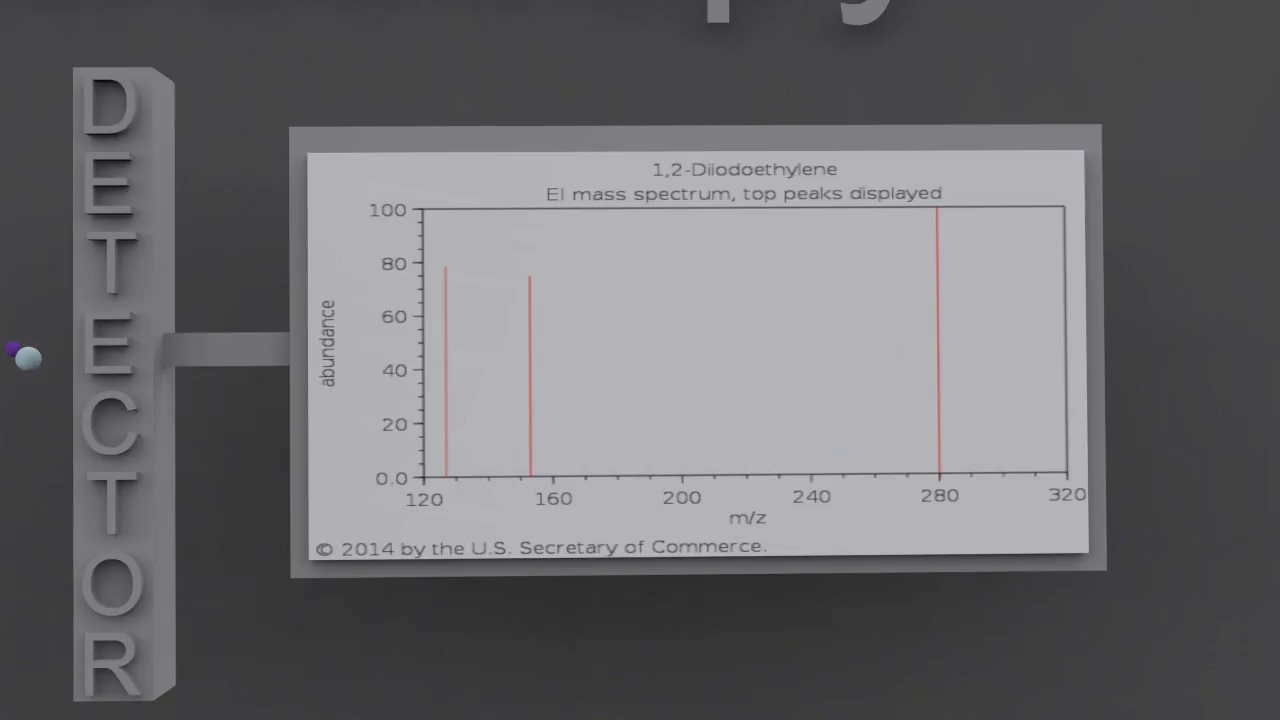 DETECTOR
1,2-Diiodoethylene
EI mass spectrum, top peaks displayed
100
80
60
40
20
0.0
abundance
120 160 200 240 280 320
m/z
© 2014 by the U.S. Secretary of Commerce.